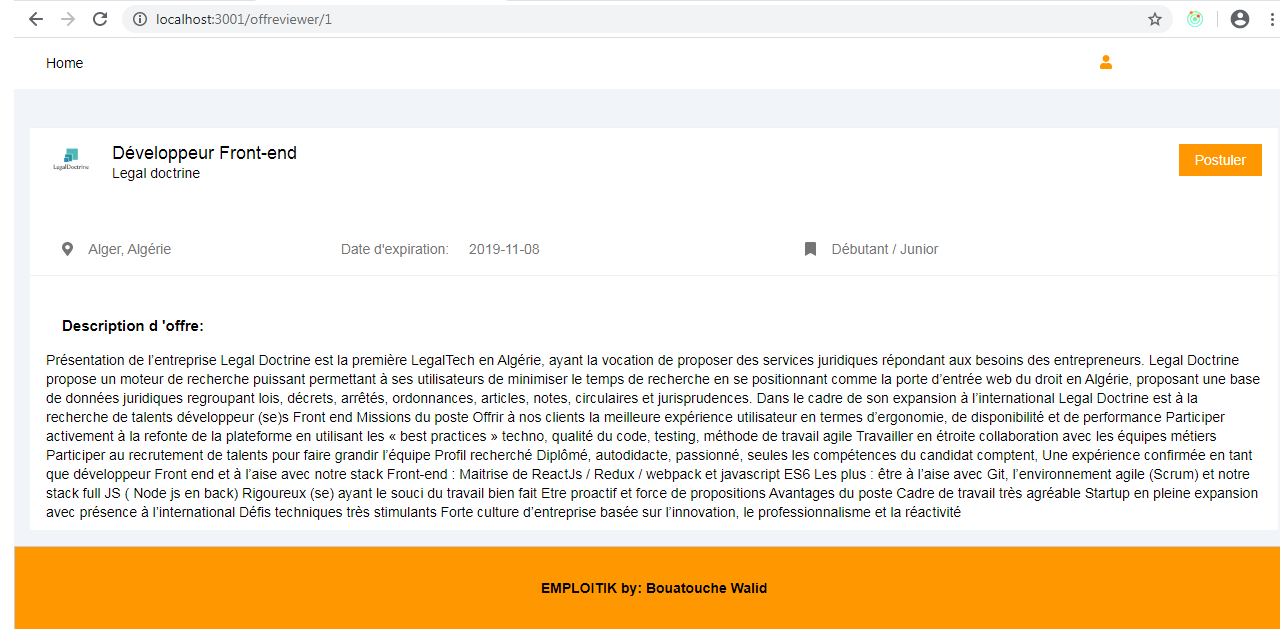 localhost:3001/offreviewer/1
Home
LegalDoctrine
Développeur Front-end
Legal doctrine
Postuler
Alger, Algérie Date d'expiration: 2019-11-08 Débutant / Junior
Description d 'offre:
Présentation de l’entreprise Legal Doctrine est la première LegalTech en Algérie, ayant la vocation de proposer des services juridiques répondant aux besoins des entrepreneurs. Legal Doctrine
propose un moteur de recherche puissant permettant à ses utilisateurs de minimiser le temps de recherche en se positionnant comme la porte d’entrée web du droit en Algérie, proposant une base
de données juridiques regroupant lois, décrets, arrêtés, ordonnances, articles, notes, circulaires et jurisprudences. Dans le cadre de son expansion à l’international Legal Doctrine est à la
recherche de talents développeur (se)s Front end Missions du poste Offrir à nos clients la meilleure expérience utilisateur en termes d’ergonomie, de disponibilité et de performance Participer
activement à la refonte de la plateforme en utilisant les « best practices » techno, qualité du code, testing, méthode de travail agile Travailler en étroite collaboration avec les équipes métiers
Participer au recrutement de talents pour faire grandir l’équipe Profil recherché Diplômé, autodidacte, passionné, seules les compétences du candidat comptent, Une expérience confirmée en tant
que développeur Front end et à l’aise avec notre stack Front-end : Maitrise de ReactJs / Redux / webpack et javascript ES6 Les plus : être à l’aise avec Git, l’environnement agile (Scrum) et notre
stack full JS ( Node js en back) Rigoureux (se) ayant le souci du travail bien fait Etre proactif et force de propositions Avantages du poste Cadre de travail très agréable Startup en pleine expansion
avec présence à l’international Défis techniques très stimulants Forte culture d’entreprise basée sur l’innovation, le professionnalisme et la réactivité
EMPLOITIK by: Bouatouche Walid